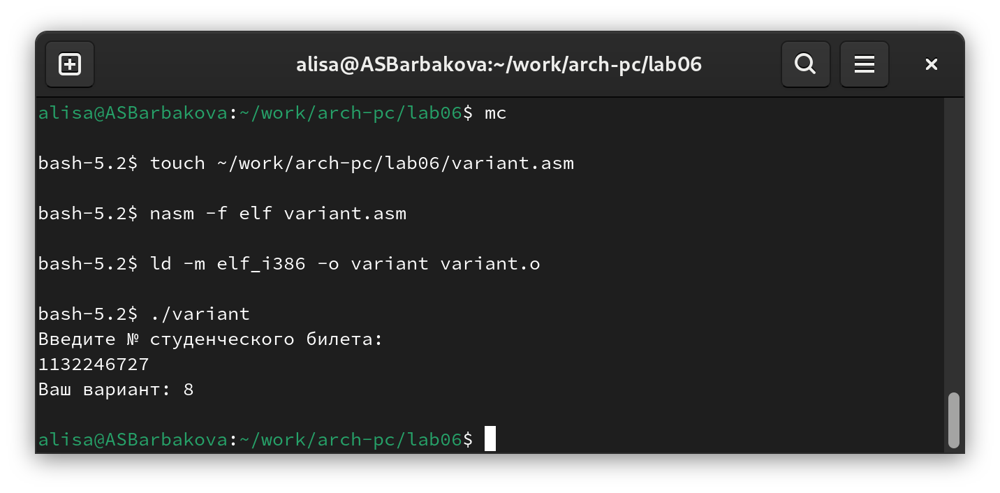 alisa@ASBarbakova:~/work/arch-pc/lab06
alisa@ASBarbakova:~/work/arch-pc/lab06$ mc
bash-5.2$ touch ~/work/arch-pc/lab06/variant.asm
bash-5.2$ nasm -f elf variant.asm
bash-5.2$ ld -m elf_i386 -o variant variant.o
bash-5.2$ ./variant
Введите № студенческого билета:
1132246727
Ваш вариант: 8
alisa@ASBarbakova:~/work/arch-pc/lab06$